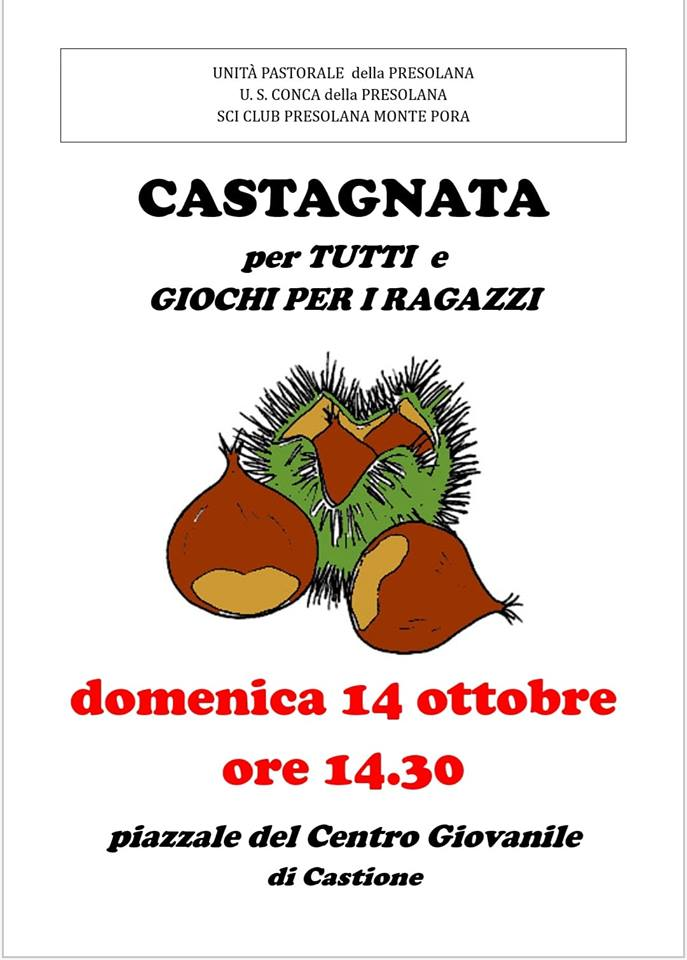 UNITÀ PASTORALE della PRESOLANA
U. S. CONCA della PRESOLANA
SCI CLUB PRESOLANA MONTE PORA
CASTAGNATA
per TUTTI e
GIOCHI PER I RAGAZZI
domenica 14 ottobre
ore 14.30
piazzale del Centro Giovanile
di Castione